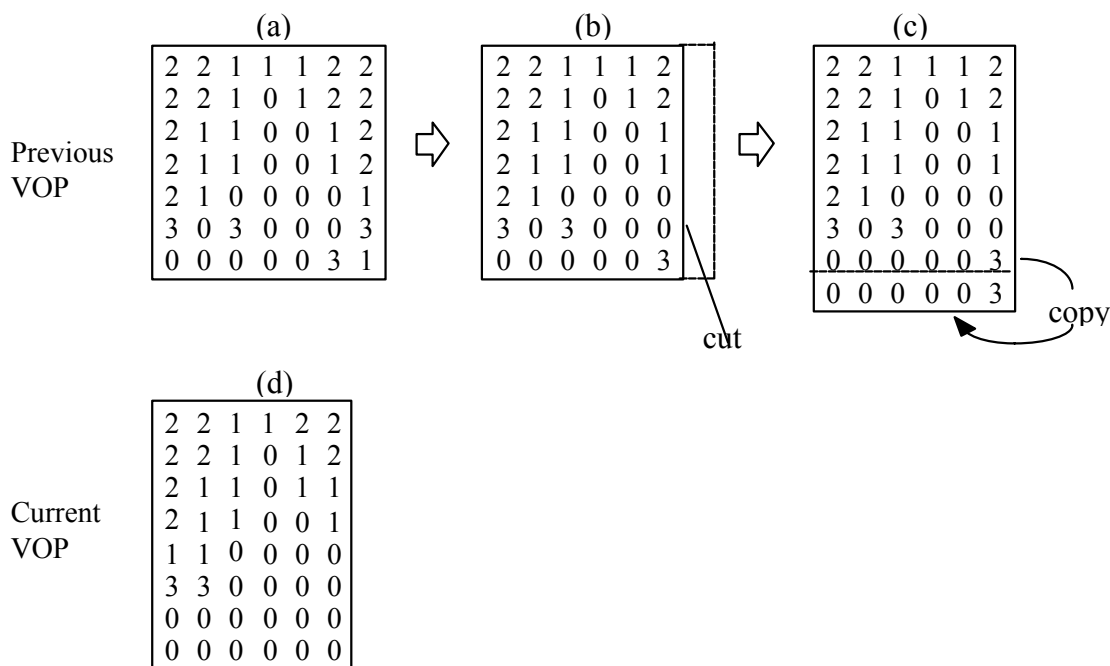 (a)
2 2 1 1 1 2 2
2 2 1 0 1 2 2
2 1 1 0 0 1 2
2 1 1 0 0 1 2
2 1 0 0 0 0 1
3 0 3 0 0 0 3
0 0 0 0 0 3 1
(b)
2 2 1 1 1 2
2 2 1 0 1 2
2 1 1 0 0 1
2 1 1 0 0 1
2 1 0 0 0 0
3 0 3 0 0 0
0 0 0 0 0 3
(c)
2 2 1 1 1 2
2 2 1 0 1 2
2 1 1 0 0 1
2 1 1 0 0 1
2 1 0 0 0 0
3 0 3 0 0 0
0 0 0 0 0 3
0 0 0 0 0 3
Previous
VOP
cut
copy
(d)
2 2 1 1 2 2
2 2 1 0 1 2
2 1 1 0 1 1
2 1 1 0 0 1
1 1 0 0 0 0
3 3 0 0 0 0
0 0 0 0 0 0
0 0 0 0 0 0
Current
VOP